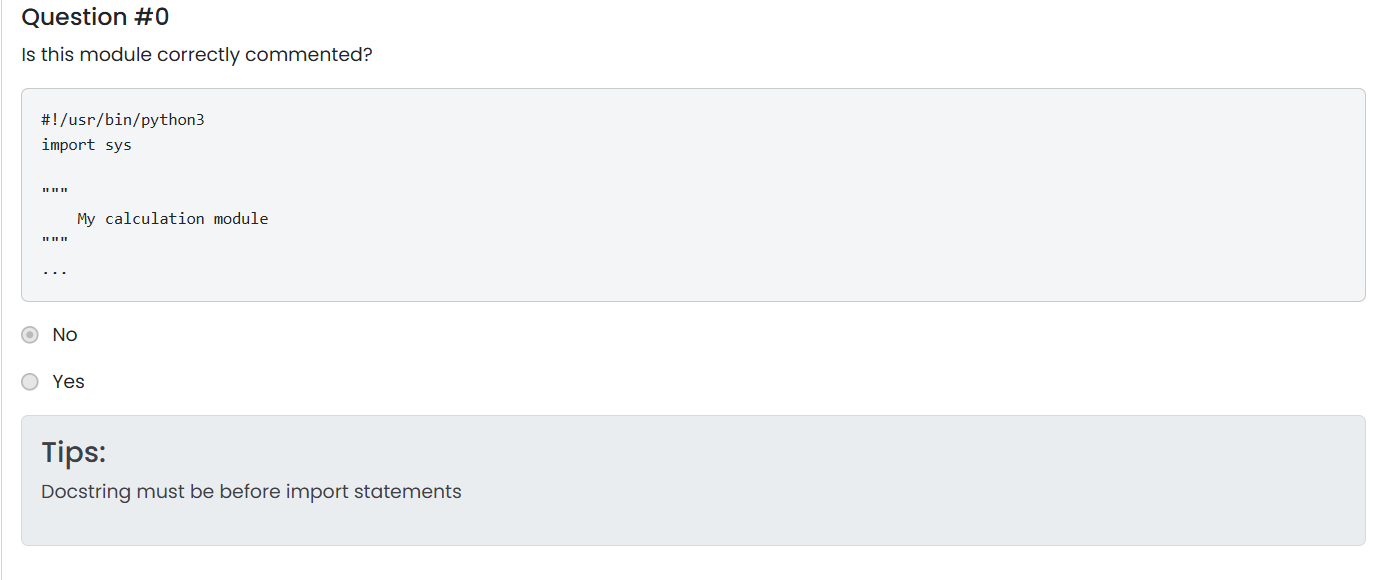 Question #0
Is this module correctly commented?
#!/usr/bin/python3
import sys
"""
    My calculation module
"""
...
No
Yes
Tips:
Docstring must be before import statements